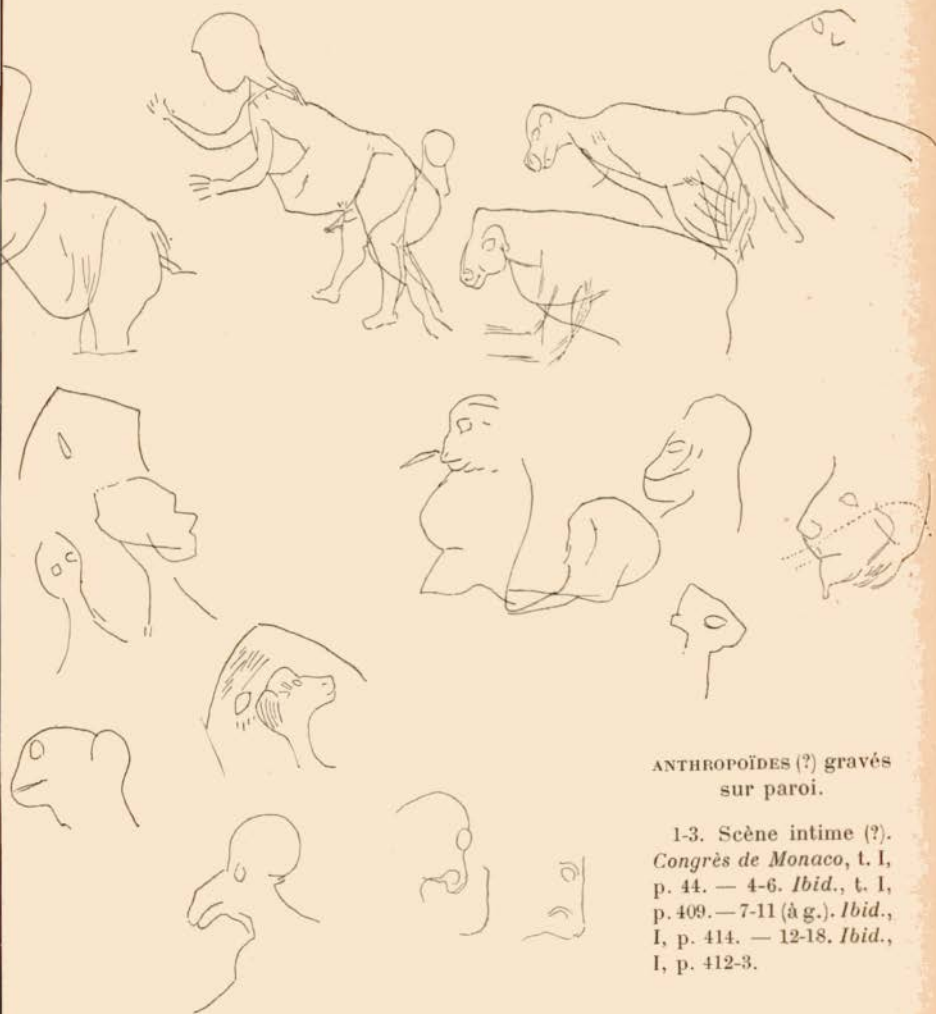 ANTHROPOÏDES (?) gravés
sur paroi.
1-3. Scène intime (?).
Congrès de Monaco, t. I,
p. 44. — 4-6. Ibid., t. I,
p. 409. — 7-11 (à g.). Ibid.,
I, p. 414. — 12-18. Ibid.,
I, p. 412-3.